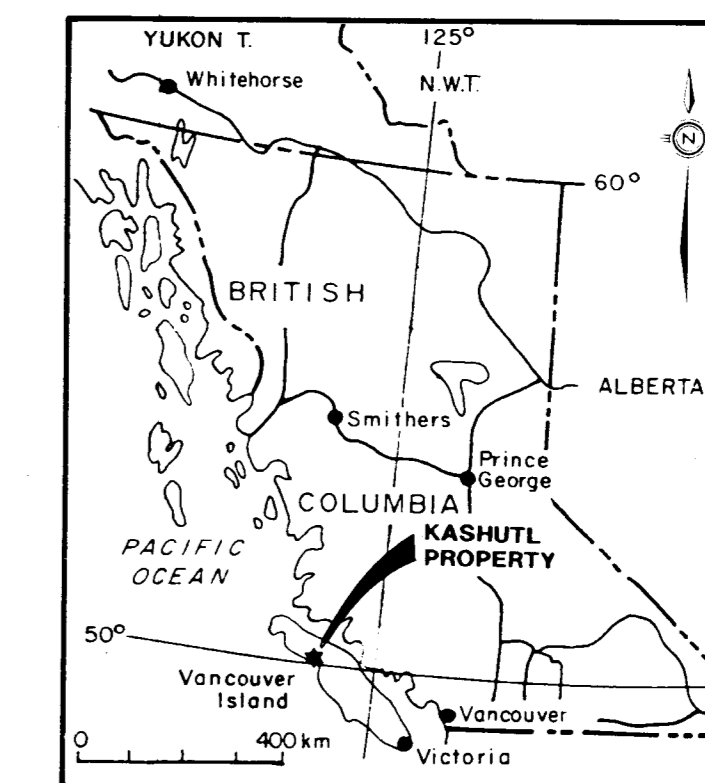 YUKON T.
125°
Whitehorse
N.W.T.
N
60°
BRITISH
ALBERTA
Smithers
Prince
George
COLUMBIA
KASHUTL
PROPERTY
PACIFIC
OCEAN
50°
Vancouver
Island
Vancouver
0
400 km
Victoria